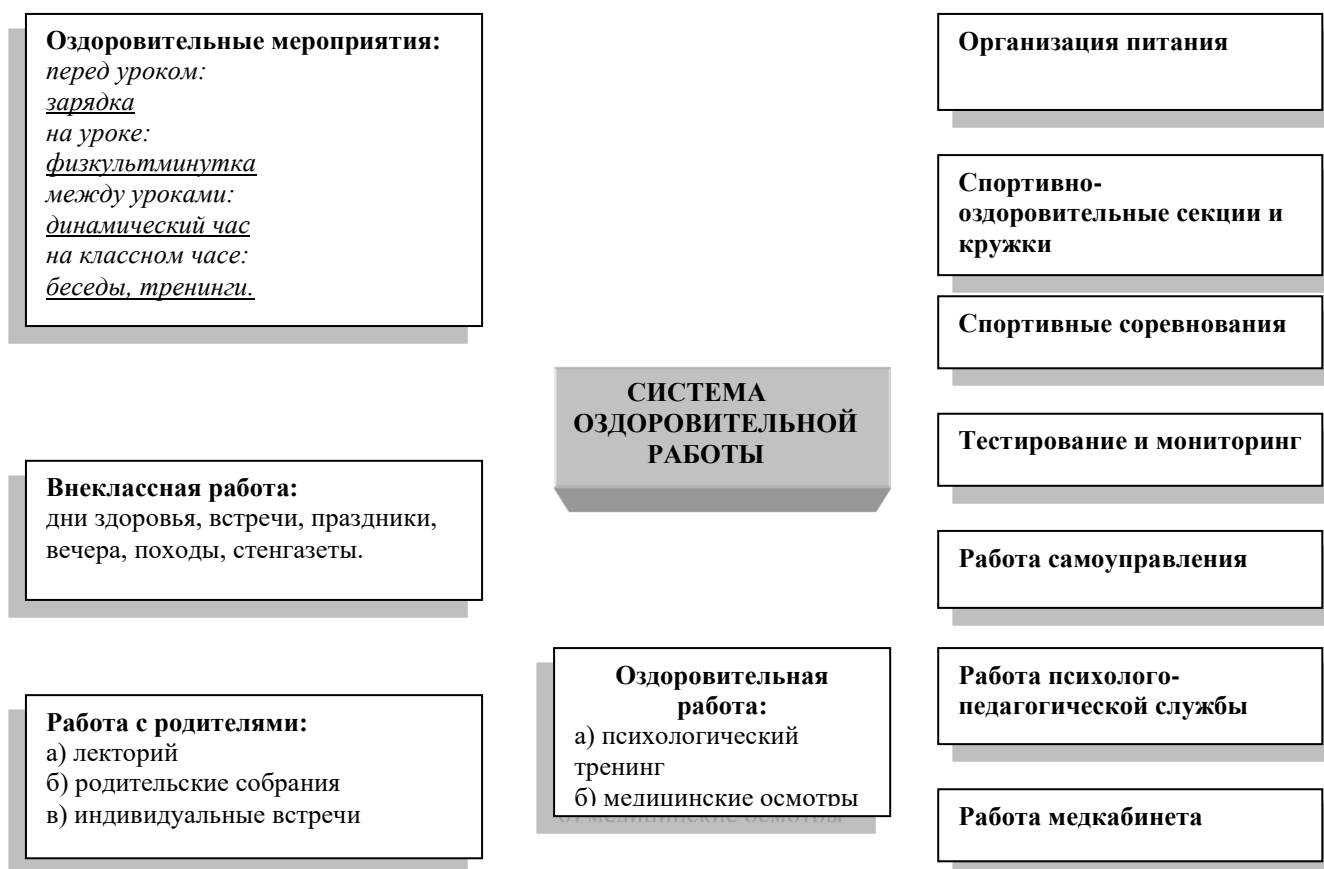 Оздоровительные мероприятия:
перед уроком:
зарядка
на уроке:
физкультминутка
между уроками:
динамический час
на классном часе:
беседы, тренинги.
Внеклассная работа:
дни здоровья, встречи, праздники,
вечера, походы, стенгазеты.
Работа с родителями:
а) лекторий
б) родительские собрания
в) индивидуальные встречи
СИСТЕМА
ОЗДОРОВИТЕЛЬНОЙ
РАБОТЫ
Оздоровительная
работа:
а) психологический
тренинг
б) медицинские осмотры
Организация питания
Спортивно-
оздоровительные секции и
кружки
Спортивные соревнования
Тестирование и мониторинг
Работа самоуправления
Работа психолого-
педагогической службы
Работа медкабинета